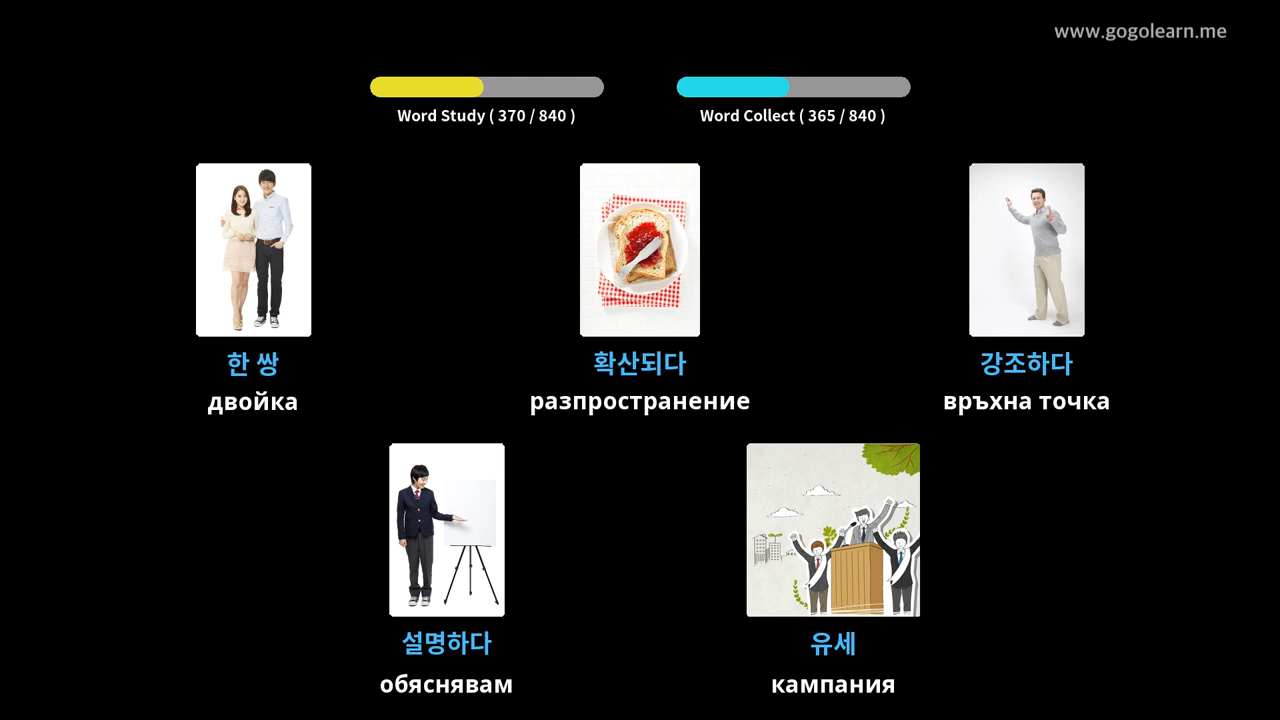 www.gogolearn.me
Word Study ( 370 / 840 )
Word Collect ( 365 / 840 )
한 쌍
확산되다
강조하다
двойка
разпространение
връхна точка
설명하다
유세
обяснявам
кампания